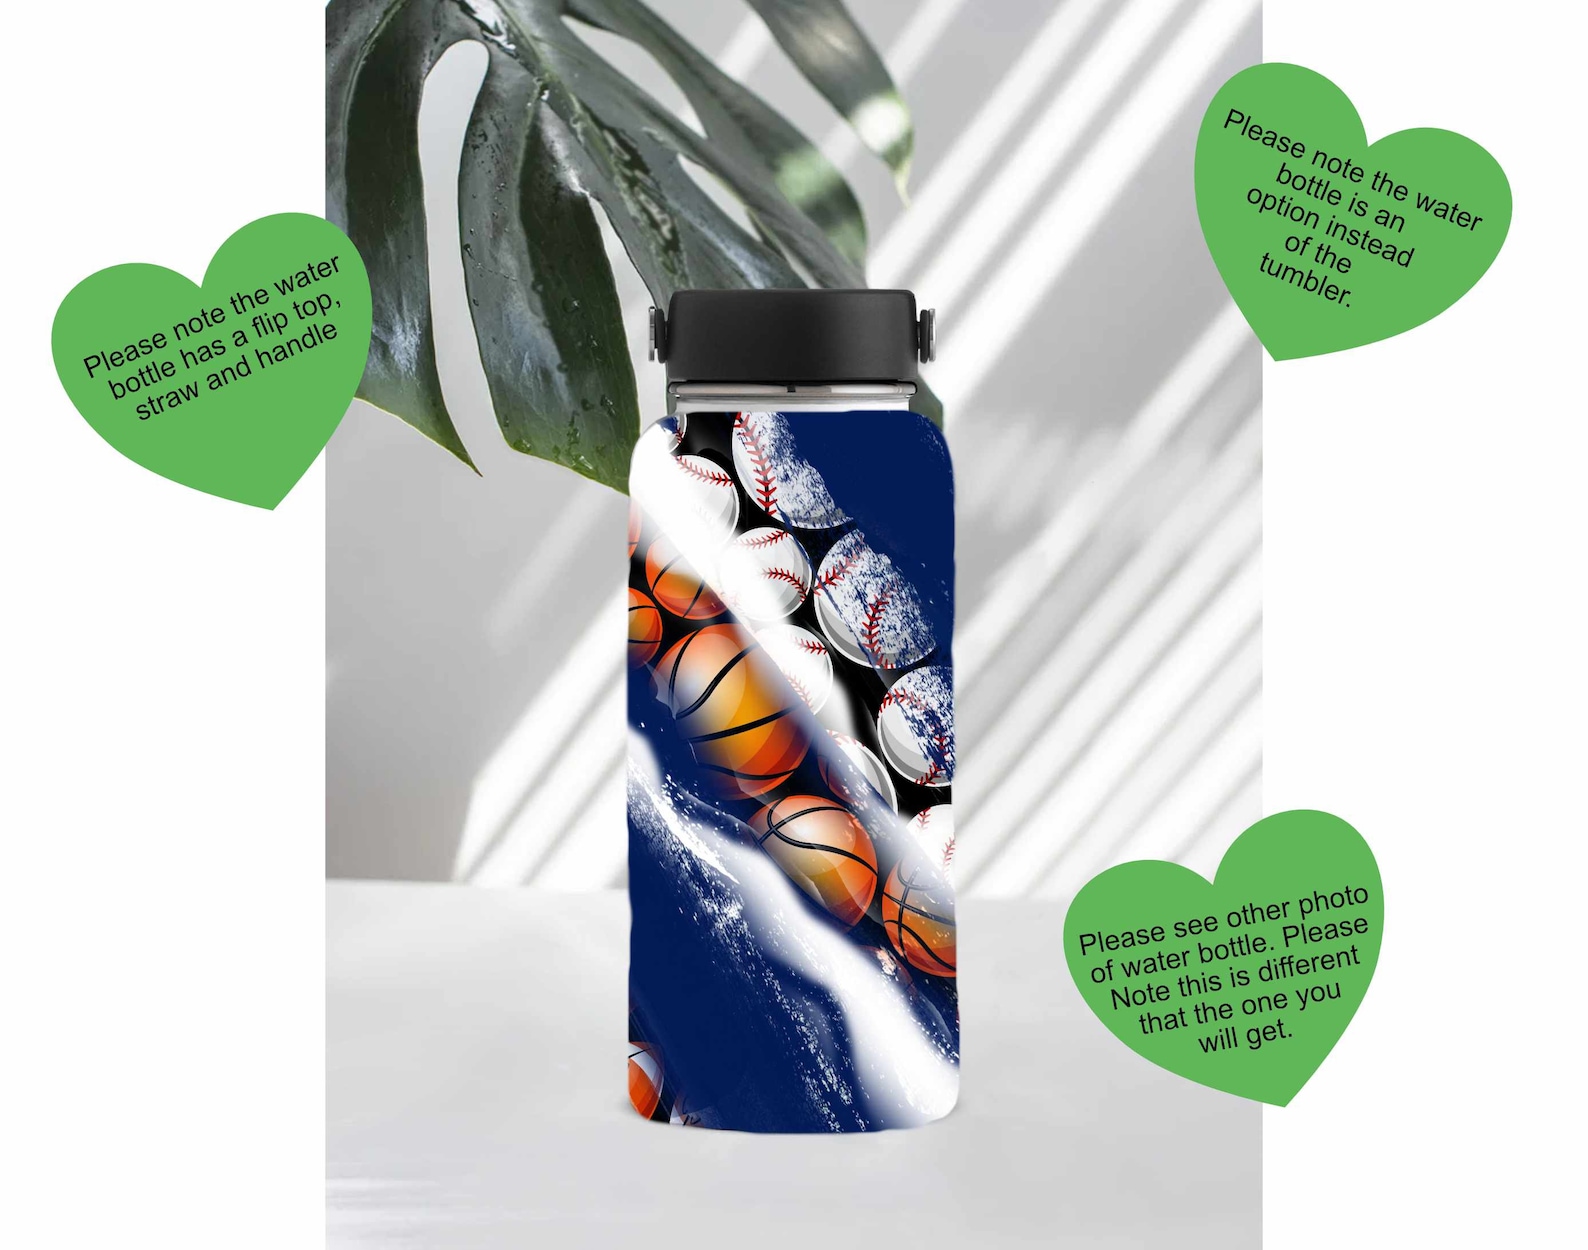 Please note the water
bottle has a flip top,
straw and handle
Please note the water
bottle is an
option instead
of the
tumbler.
Please see other photo
of water bottle. Please
Note this is different
that the one you
will get.